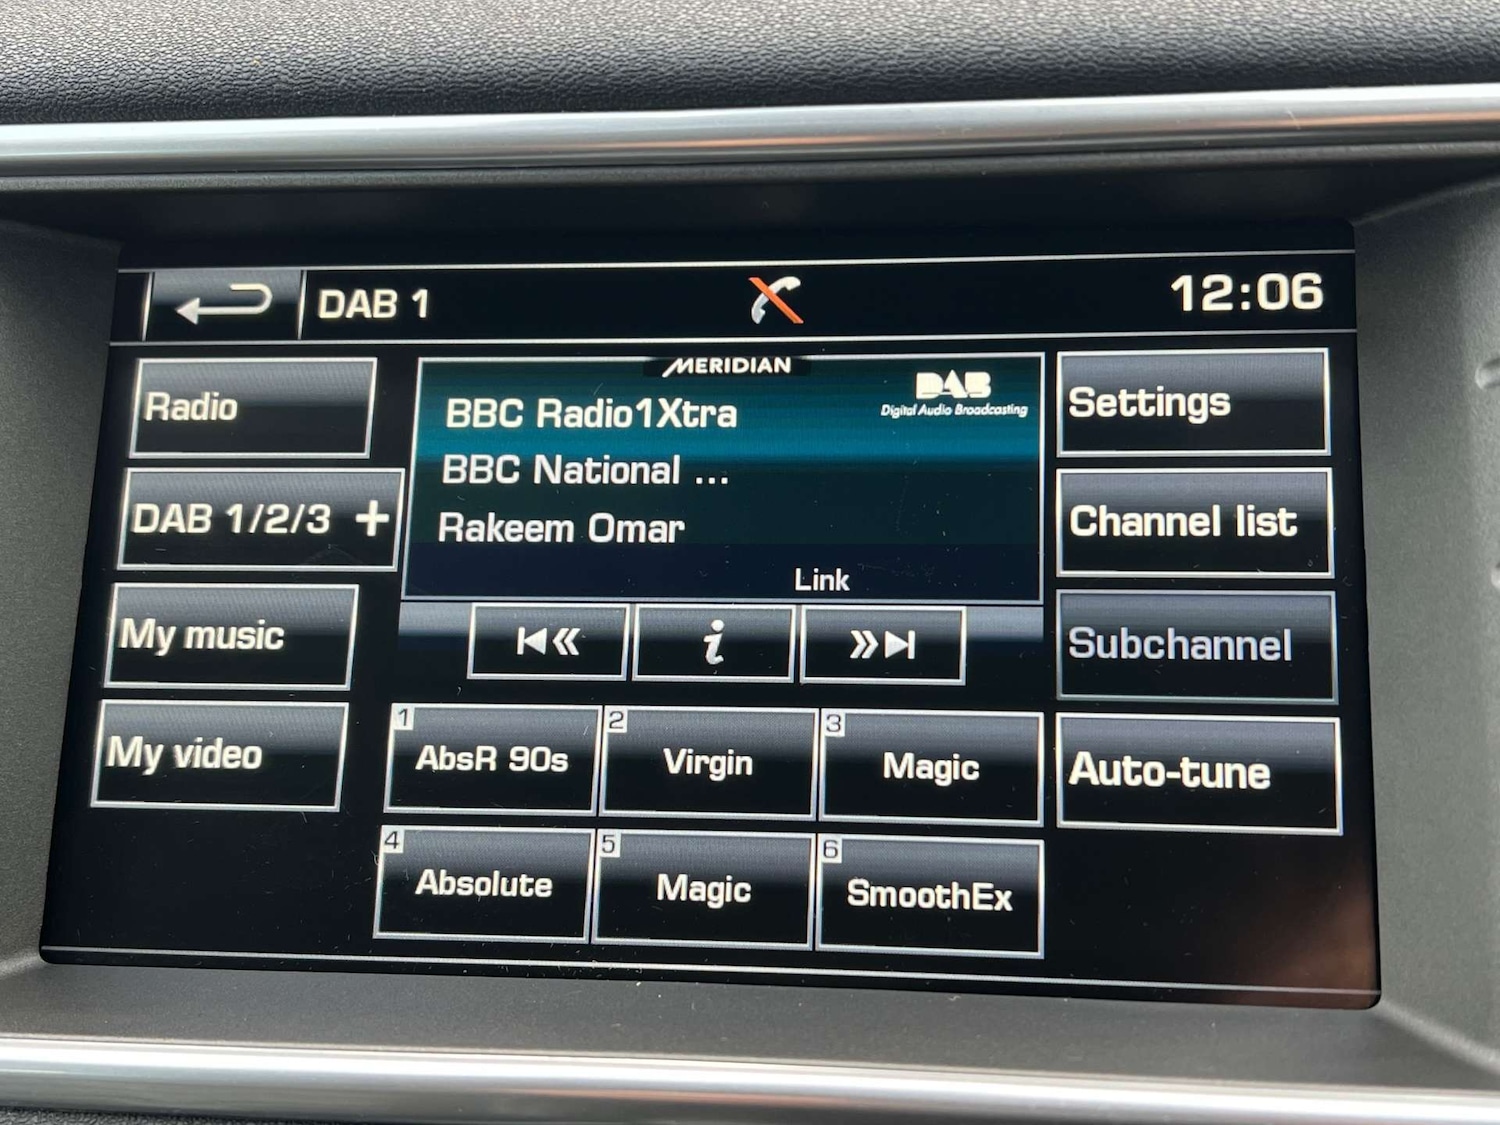 DAB 1
12:06
Radio
DAB 1/2/3 +
My music
My video
MERIDIAN
DAB
Digital Audio Broadcasting
BBC Radio1Xtra
BBC National ...
Rakeem Omar
Link
i
1
AbsR 90s
2
Virgin
3
Magic
4
Absolute
5
Magic
6
SmoothEx
Settings
Channel list
Subchannel
Auto-tune